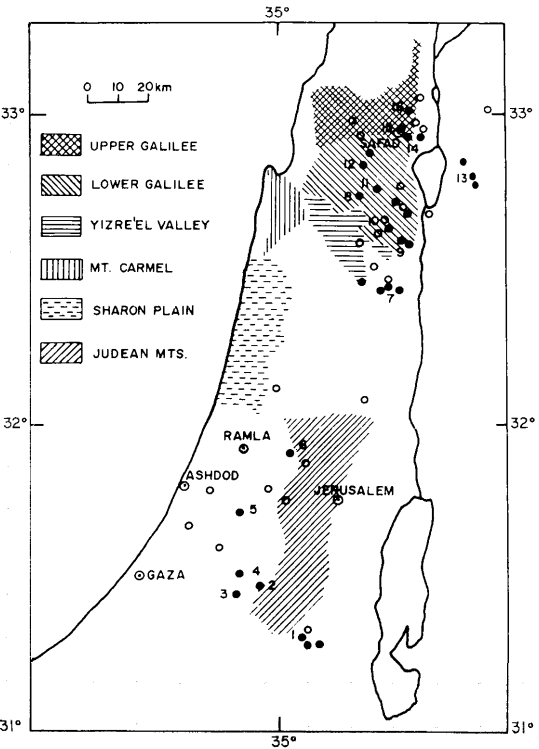 35°
33°
33°
0 10 20 km
UPPER GALILEE
LOWER GALILEE
YIZRE'EL VALLEY
MT. CARMEL
SHARON PLAIN
JUDEAN MTS.
SAFAD
14
12
11
13
8
9
7
32°
32°
RAMLA
6
ASHDOD
JERUSALEM
5
GAZA
4
2
3
1
31°
35°
31°